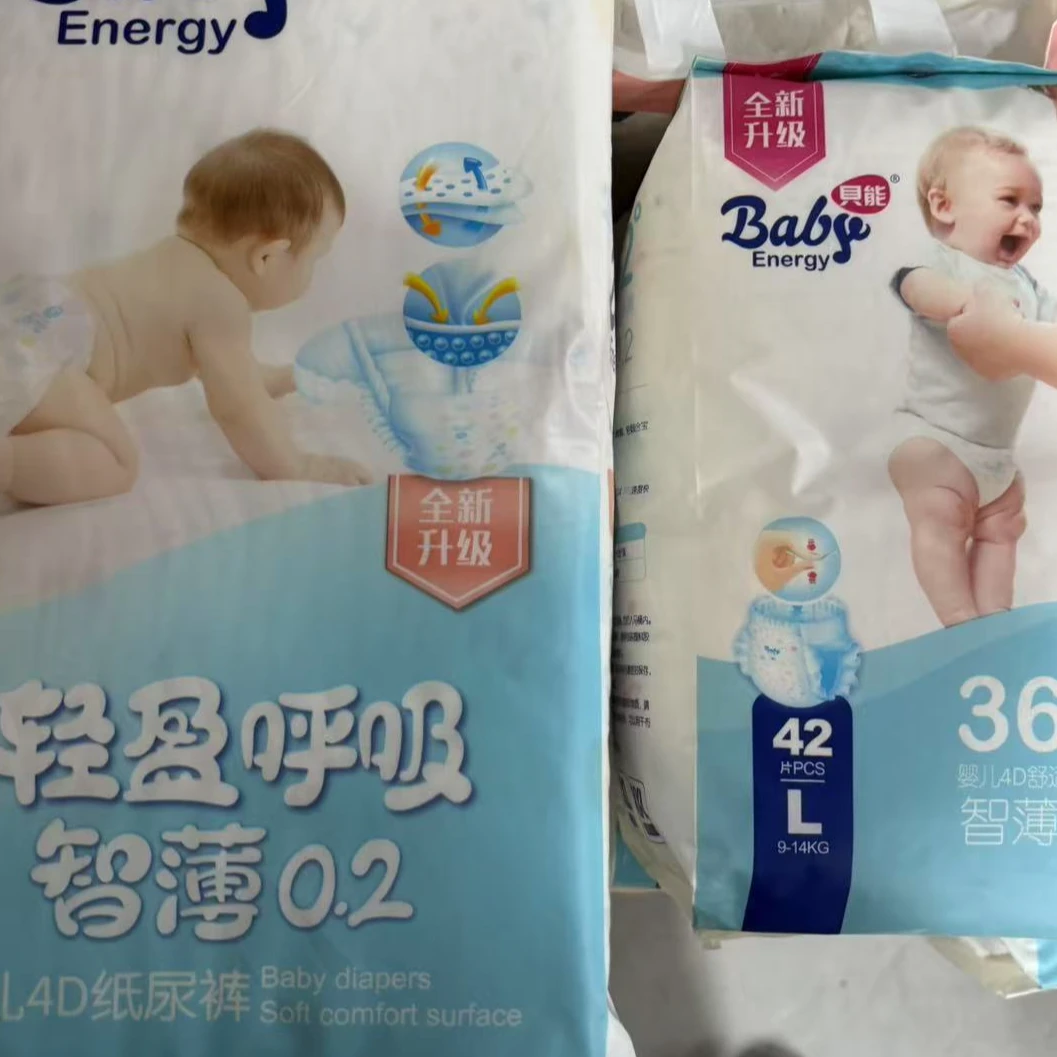 Energy
全新
升级
轻盈呼吸
智薄0.2
儿4D纸尿裤
Baby diapers
Soft comfort surface
全新
升级
貝能®
Baby
Energy
42
片PCS
L
9-14KG
36
婴儿4D舒适
智薄